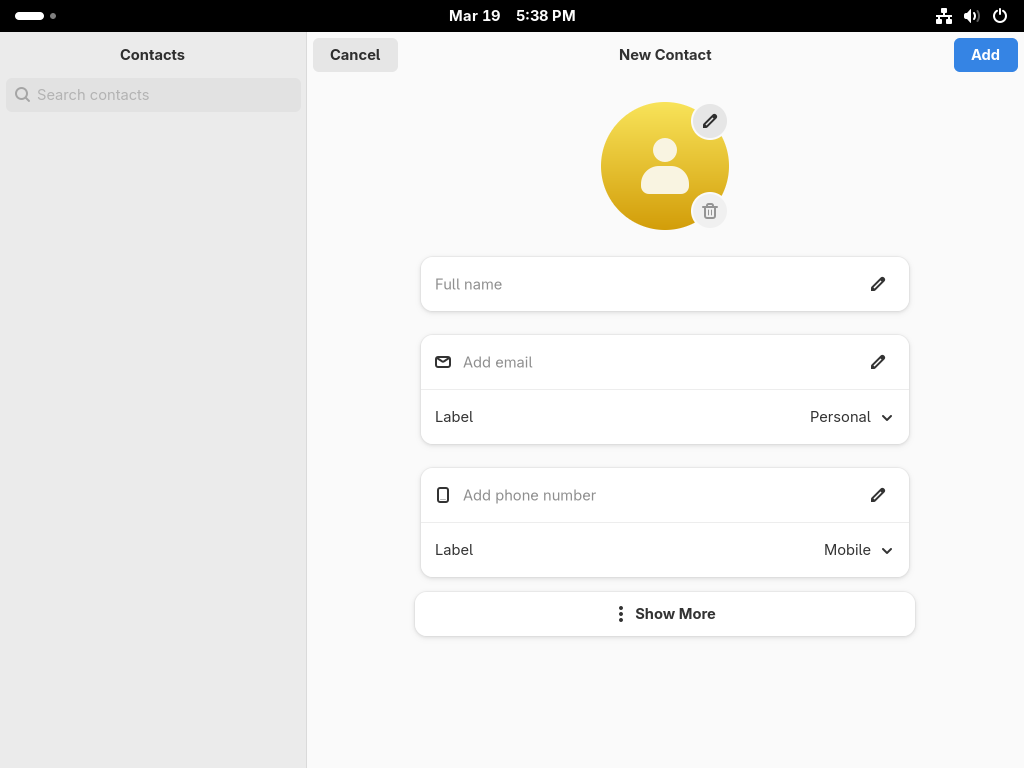 Mar 19 5:38 PM
Contacts
Search contacts
Cancel
New Contact
Add
Full name
Add email
Label
Personal
Add phone number
Label
Mobile
Show More